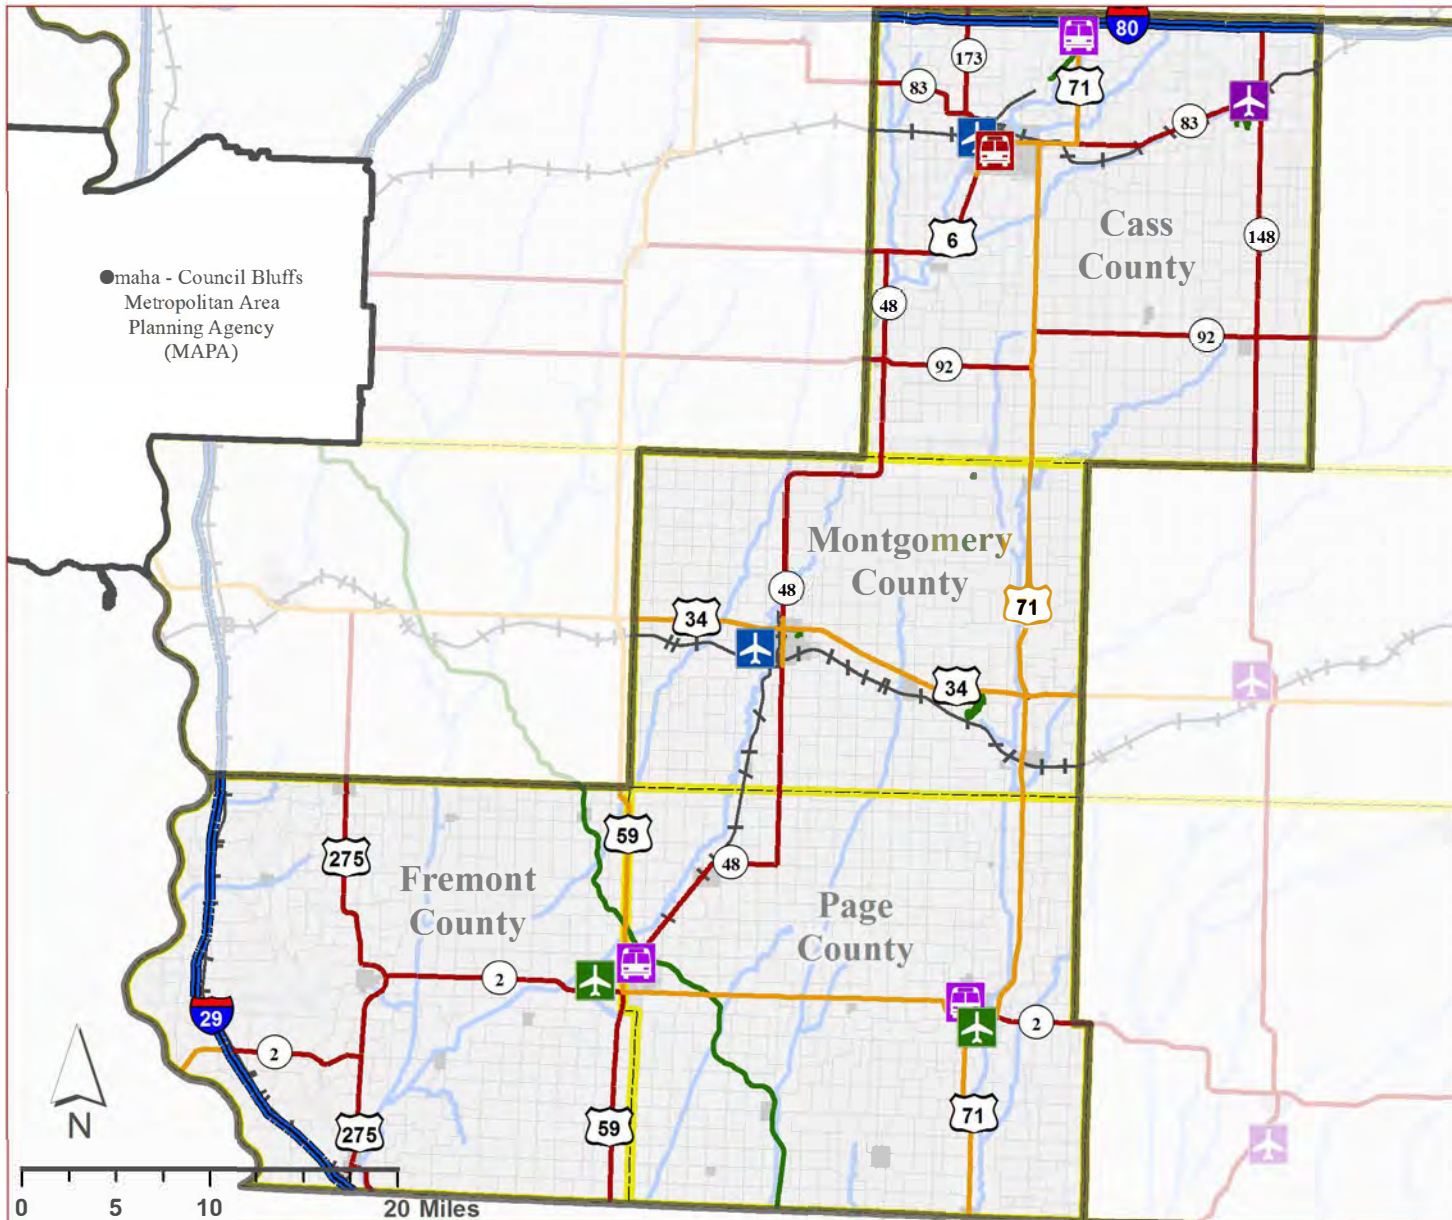 80
173
71
83
83
6
Cass
County
148
48
92
92
Omaha - Council Bluffs
Metropolitan Area
Planning Agency
(MAPA)
Montgomery
County
48
71
34
34
59
275
48
Fremont
County
Page
County
2
29
2
2
N
275
59
71
0 5 10 20 Miles